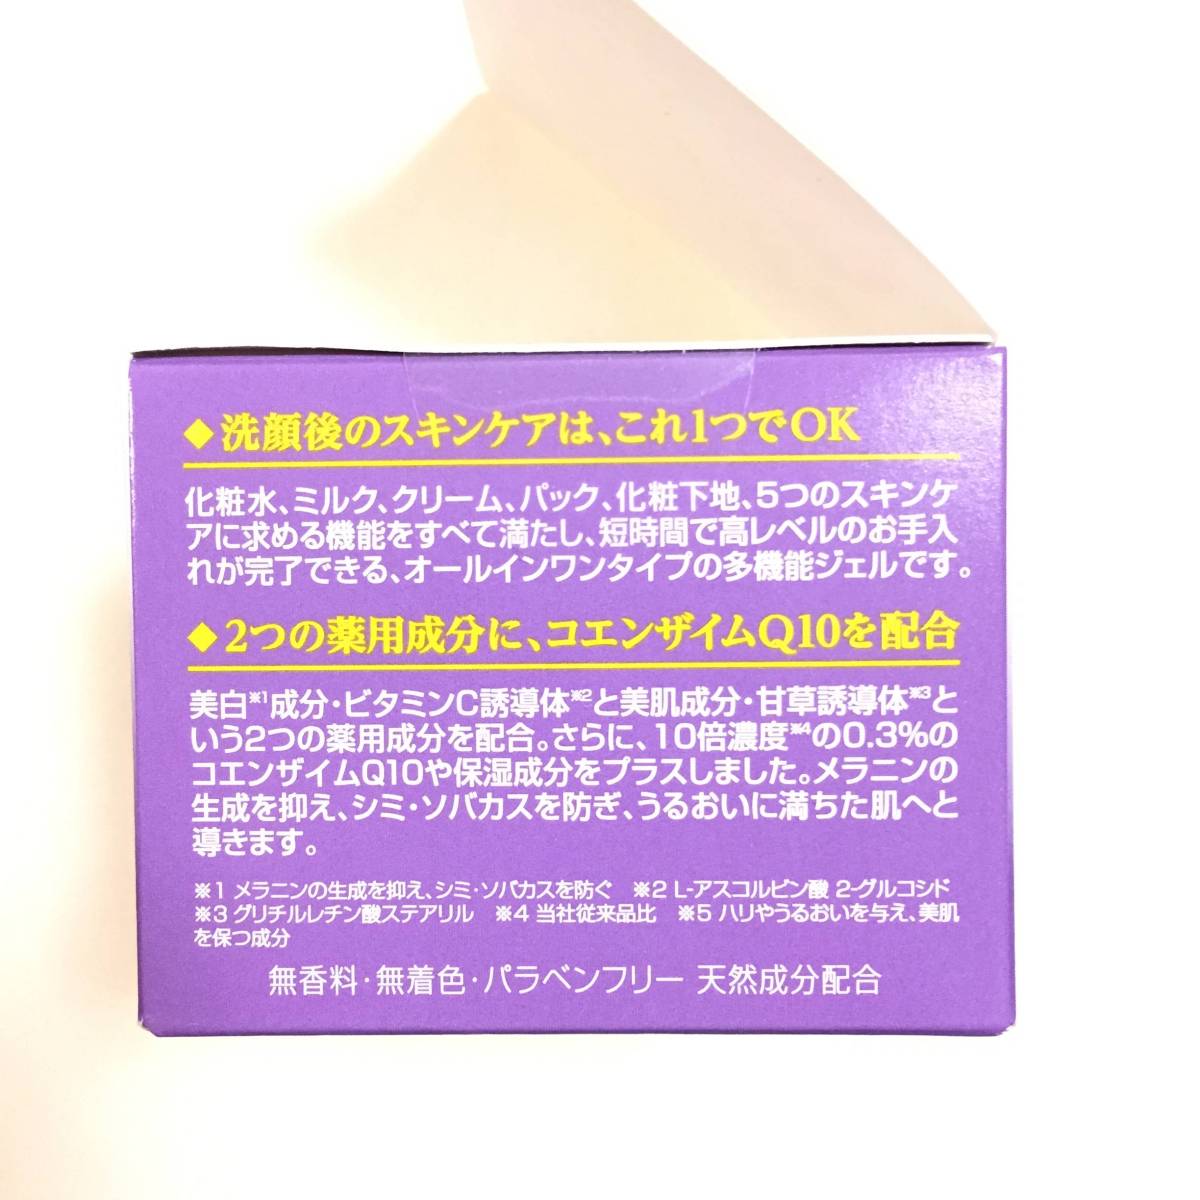 ◆洗顔後のスキンケアは、これ1つでOK
化粧水、ミルク、クリーム、パック、化粧下地、5つのスキンケ
アに求める機能をすべて満たし、短時間で高レベルのお手入
れが完了できる、オールインワンタイプの多機能ジェルです。
◆2つの薬用成分に、コエンザイムQ10を配合
美白※1成分・ビタミンC誘導体※2と美肌成分・甘草誘導体※3と
いう2つの薬用成分を配合。さらに、10倍濃度※4の0.3%の
コエンザイムQ10や保湿成分をプラスしました。メラニンの
生成を抑え、シミ・ソバカスを防ぎ、うるおいに満ちた肌へと
導きます。
※1 メラニンの生成を抑え、シミ・ソバカスを防ぐ ※2 L-アスコルビン酸 2-グルコシド
※3 グリチルレチン酸ステアリル ※4 当社従来品比 ※5 ハリやうるおいを与え、美肌
を保つ成分
無香料・無着色・パラベンフリー 天然成分配合